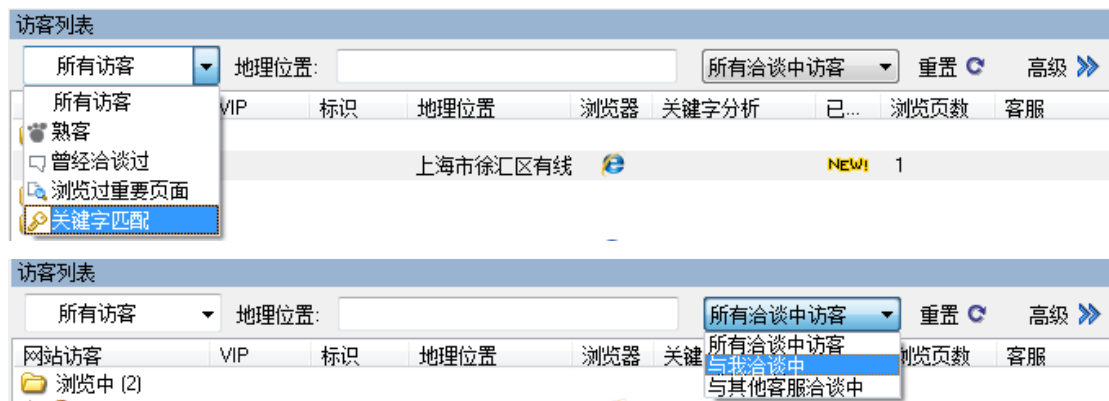 访客列表
所有访客 地理位置: 所有洽谈中访客 重置 高级
所有访客 VIP 标识 地理位置 浏览器 关键字分析 已... 浏览页数 客服
熟客
曾经洽谈过 上海市徐汇区有线 NEW! 1
浏览过重要页面
关键字匹配
访客列表
所有访客 地理位置: 所有洽谈中访客 重置 高级
网站访客 VIP 标识 地理位置 浏览器 关键 所有洽谈中访客 浏览页数 客服
与我洽谈中
浏览中 (2) 与其他客服洽谈中